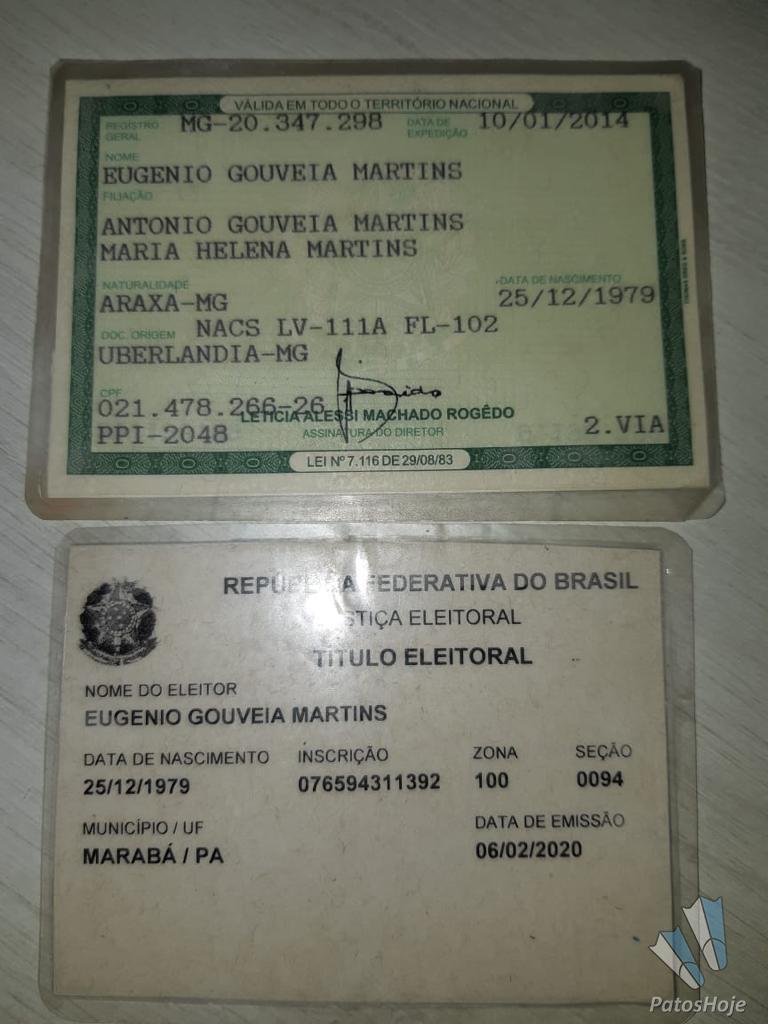 VÁLIDA EM TODO O TERRITÓRIO NACIONAL
REGISTRO GERAL MG-20.347.298 DATA DE EXPEDIÇÃO 10/01/2014
NOME
EUGENIO GOUVEIA MARTINS
FILIAÇÃO
ANTONIO GOUVEIA MARTINS
MARIA HELENA MARTINS
NATURALIDADE DATA DE NASCIMENTO
ARAXA-MG 25/12/1979
DOC. ORIGEM NACS LV-111A FL-102
UBERLANDIA-MG
CPF
021.478.266-26
LETICIA ALESSI MACHADO ROGÊDO
PPI-2048 ASSINATURA DO DIRETOR 2.VIA
LEI Nº 7.116 DE 29/08/83
FEDERATIVA DO BRASIL
ELEITORAL
TÍTULO ELEITORAL
NOME DO ELEITOR
EUGENIO GOUVEIA MARTINS
DATA DE NASCIMENTO INSCRIÇÃO ZONA SEÇÃO
25/12/1979 076594311392 100 0094
MUNICÍPIO / UF DATA DE EMISSÃO
MARABÁ / PA 06/02/2020
PatosHoje